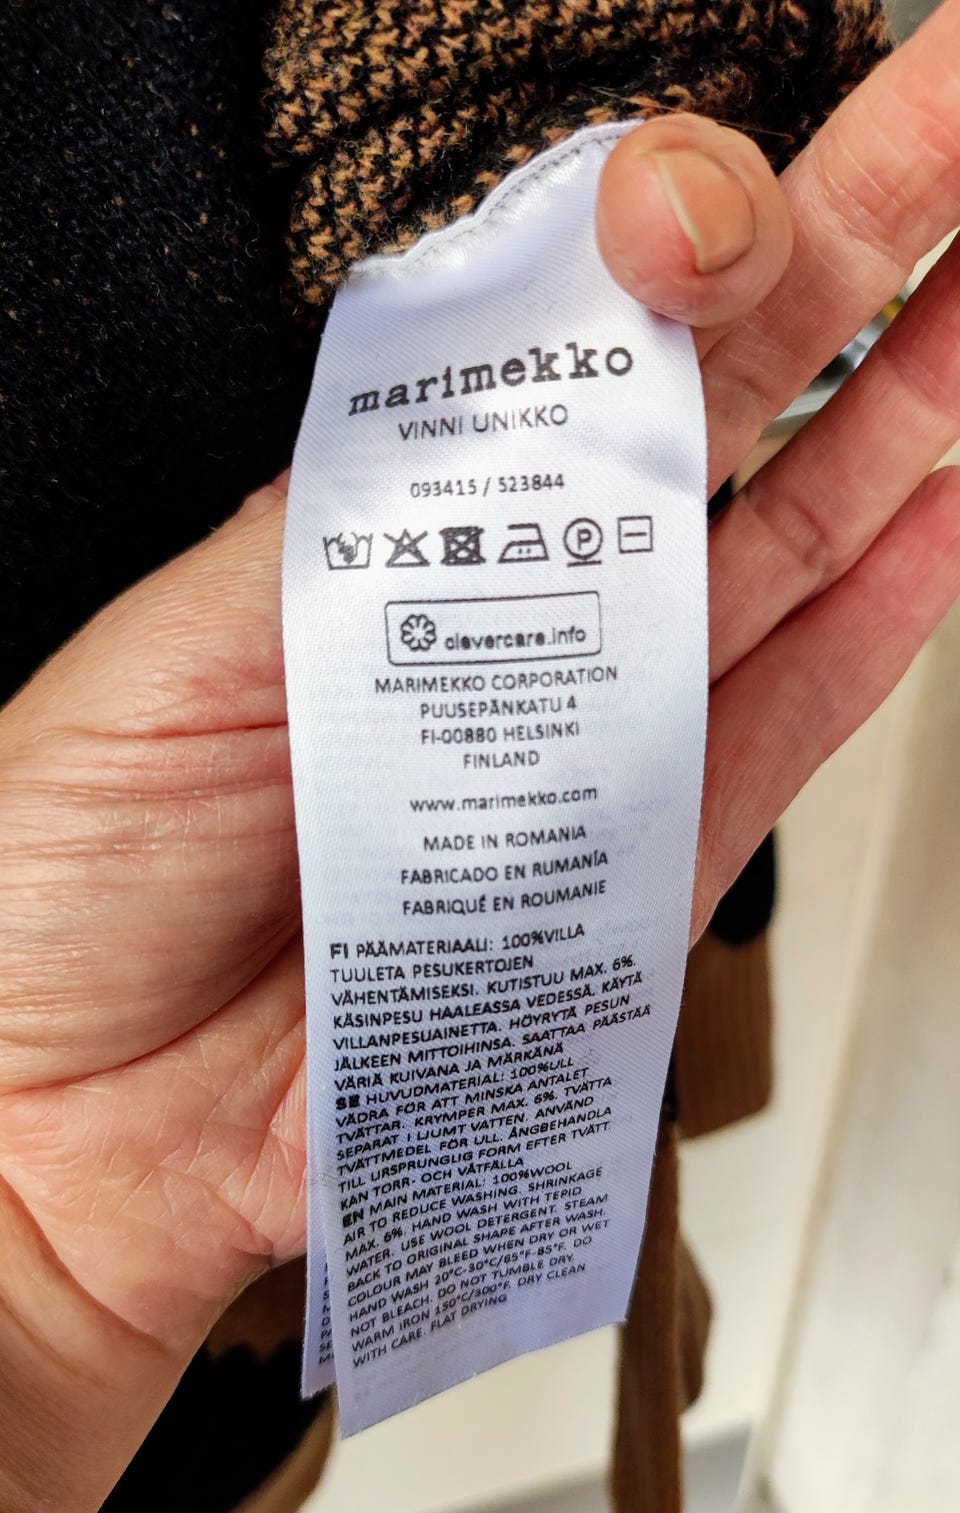 marimekko
VINNI UNIKKO
093415 / 523844
P
clevercare.info
MARIMEKKO CORPORATION
PUUSEPÄNKATU 4
FI-00880 HELSINKI
FINLAND
www.marimekko.com
MADE IN ROMANIA
FABRICADO EN RUMANÍA
FABRIQUÉ EN ROUMANIE
FI PÄÄMATERIAALI: 100%VILLA
TUULETA PESUKERTOJEN
VÄHENTÄMISEKSI. KUTISTUU MAX. 6%.
KÄSINPESU HAALEASSA VEDESSÄ, KÄYTÄ
VILLANPESUAINETTA. HÖYRYTÄ PESUN
JÄLKEEN MITTOIHINSA. SAATTAA PÄÄSTÄÄ
VÄRIÄ KUIVANA JA MÄRKÄNÄ
SE HUVUDMATERIAL: 100%ULL
VÄDRA FÖR ATT MINSKA ANTALET
TVÄTTAR. KRYMPER MAX. 6%. TVÄTTA
SEPARAT I LJUMT VATTEN. ANVÄND
TVÄTTMEDEL FÖR ULL. ÅNGBEHANDLA
TILL URSPRUNGLIG FORM EFTER TVÄTT.
KAN TORR- OCH VÅTFÄLLA
EN MAIN MATERIAL: 100%WOOL
AIR TO REDUCE WASHING. SHRINKAGE
MAX. 6%. HAND WASH WITH TEPID
WATER. USE WOOL DETERGENT. STEAM
BACK TO ORIGINAL SHAPE AFTER WASH.
COLOUR MAY BLEED WHEN DRY OR WET
HAND WASH 20°C-30°C/65°F-85°F. DO
NOT BLEACH. DO NOT TUMBLE DRY.
WARM IRON 150°C/300°F. DRY CLEAN
WITH CARE. FLAT DRYING